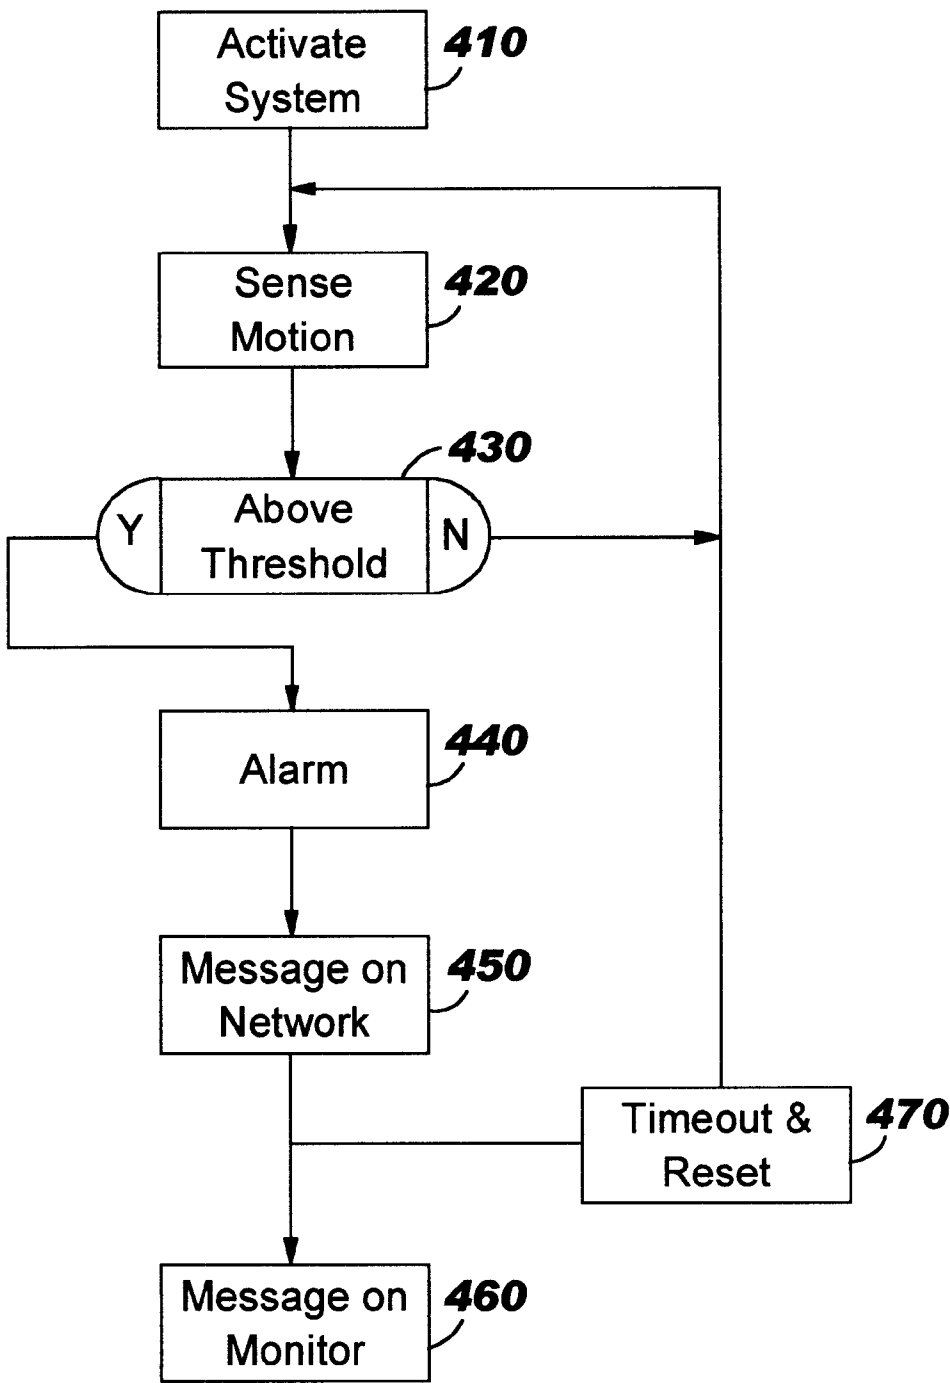 Activate
System
410
Sense
Motion
420
430
Y
Above
Threshold
N
Alarm
440
Message on
Network
450
Timeout &
Reset
470
Message on
Monitor
460